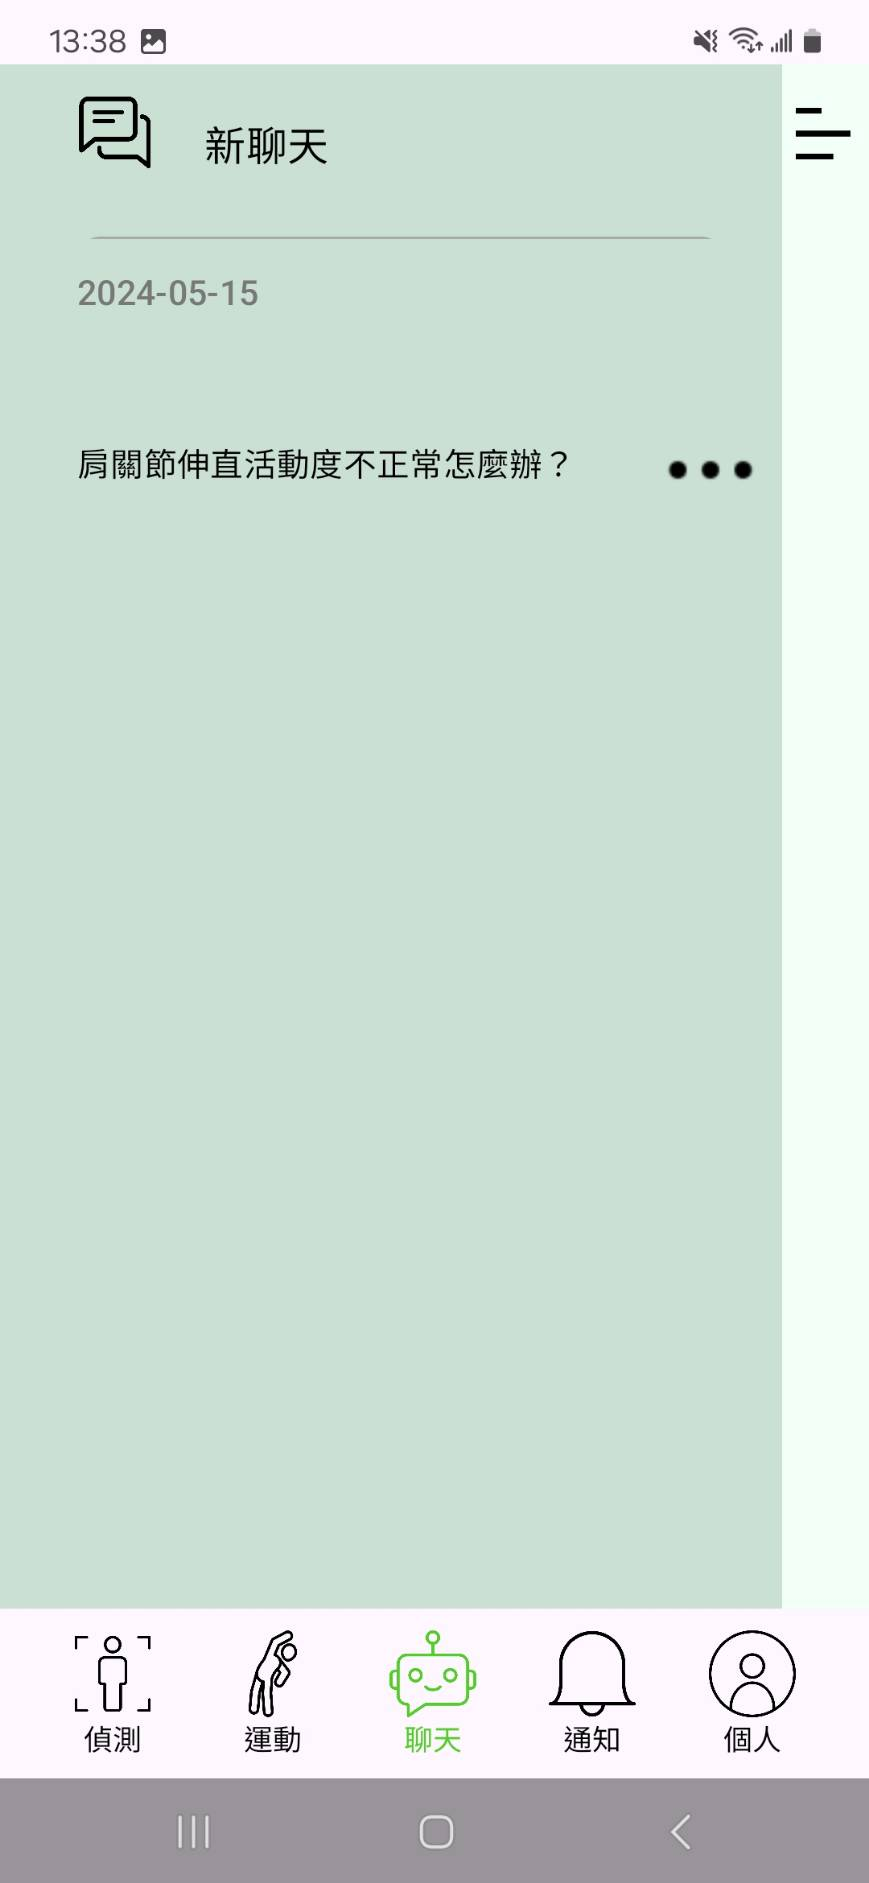 13:38
新聊天
2024-05-15
肩關節伸直活動度不正常怎麼辦？
偵測
運動
聊天
通知
個人